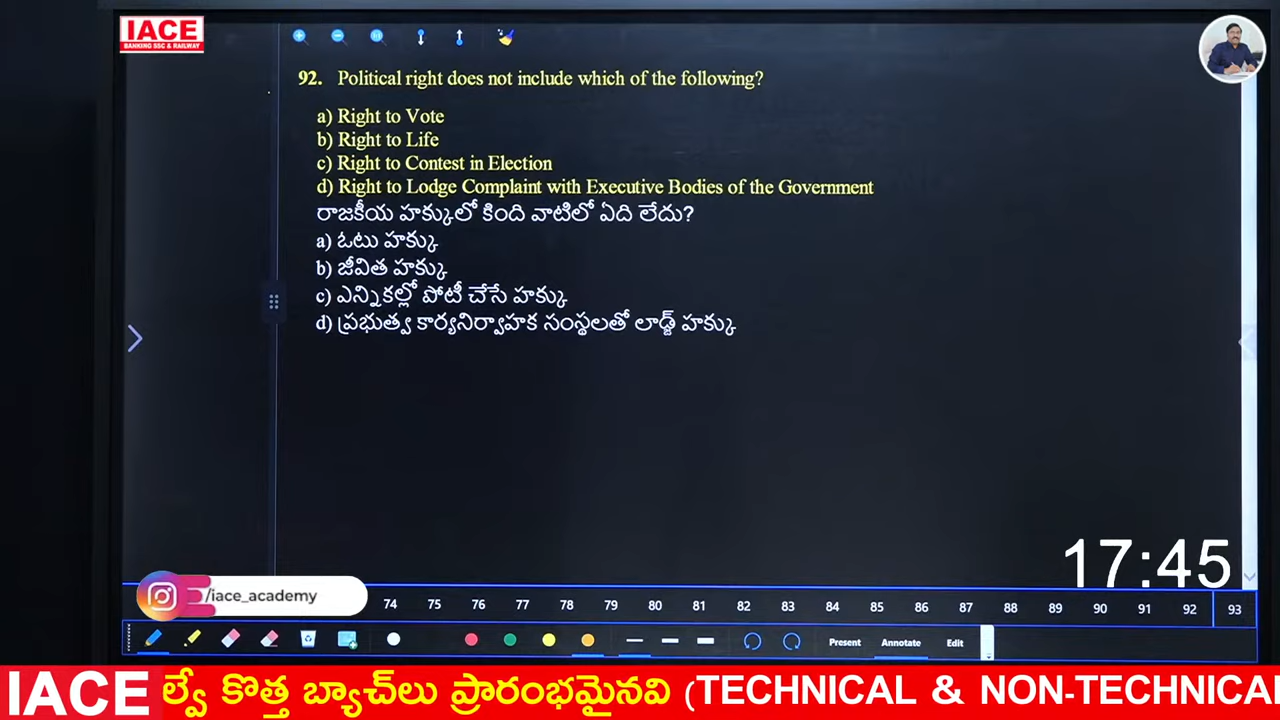 IACE
BANKING SSC & RAILWAY
92. Political right does not include which of the following?
a) Right to Vote
b) Right to Life
c) Right to Contest in Election
d) Right to Lodge Complaint with Executive Bodies of the Government
రాజకీయ హక్కులో కింది వాటిలో ఏది లేదు?
a) ఓటు హక్కు
b) జీవిత హక్కు
c) ఎన్నికల్లో పోటీ చేసే హక్కు
d) ప్రభుత్వ కార్యనిర్వాహక సంస్థలతో లాడ్జ్ హక్కు
17:45
/iace_academy
74 75 76 77 78 79 80 81 82 83 84 85 86 87 88 89 90 91 92 93
Present Annotate Edit
IACE ల్వే కొత్త బ్యాచ్‌లు ప్రారంభమైనవి (TECHNICAL & NON-TECHNICAL